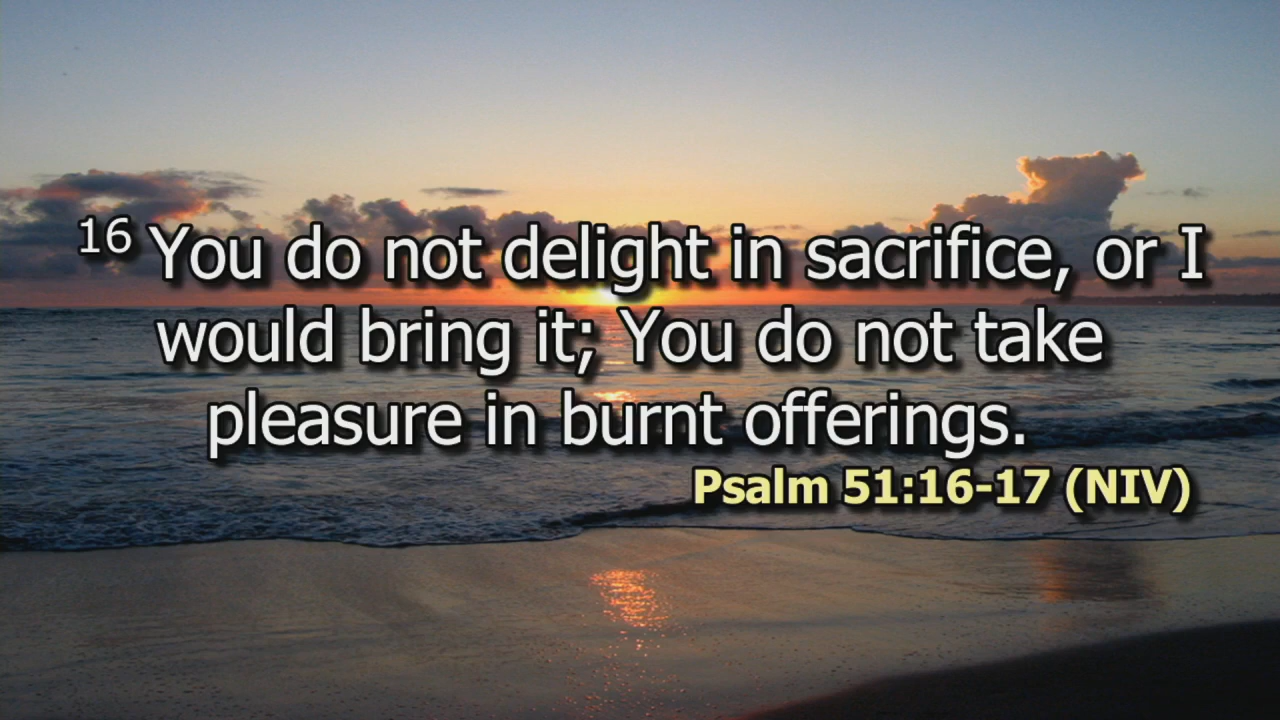 16 You do not delight in sacrifice, or I
would bring it; You do not take
pleasure in burnt offerings.
Psalm 51:16-17 (NIV)